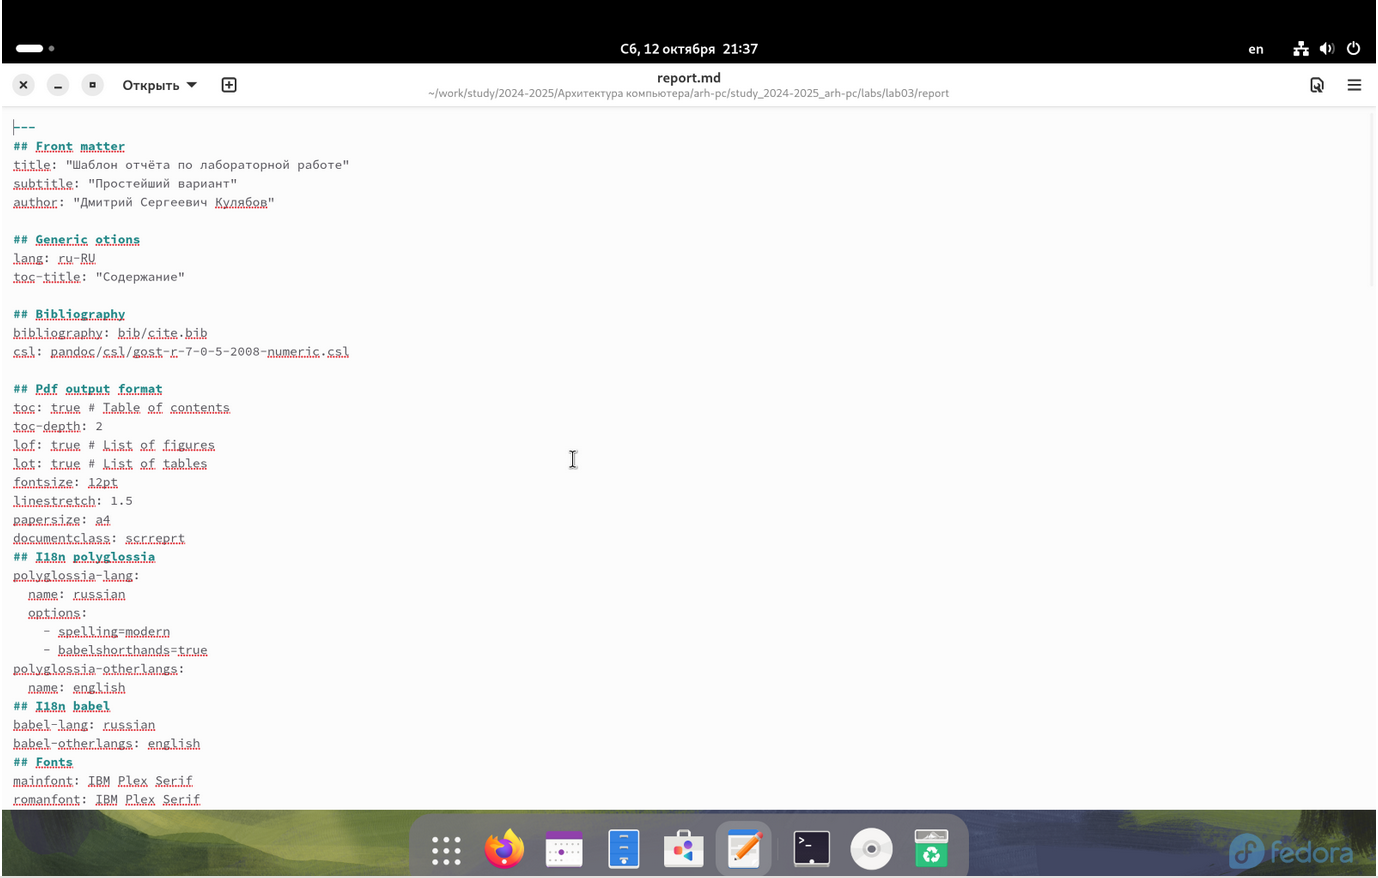 Сб, 12 октября 21:37
en
Открыть
report.md
~/work/study/2024-2025/Архитектура компьютера/arh-pc/study_2024-2025_arh-pc/labs/lab03/report
---
## Front matter
title: "Шаблон отчёта по лабораторной работе"
subtitle: "Простейший вариант"
author: "Дмитрий Сергеевич Кулябов"

## Generic otions
lang: ru-RU
toc-title: "Содержание"

## Bibliography
bibliography: bib/cite.bib
csl: pandoc/csl/gost-r-7-0-5-2008-numeric.csl

## Pdf output format
toc: true # Table of contents
toc-depth: 2
lof: true # List of figures
lot: true # List of tables
fontsize: 12pt
linestretch: 1.5
papersize: a4
documentclass: scrreprt
## I18n polyglossia
polyglossia-lang:
  name: russian
  options:
    - spelling=modern
    - babelshorthands=true
polyglossia-otherlangs:
  name: english
## I18n babel
babel-lang: russian
babel-otherlangs: english
## Fonts
mainfont: IBM Plex Serif
romanfont: IBM Plex Serif
>_
fedora